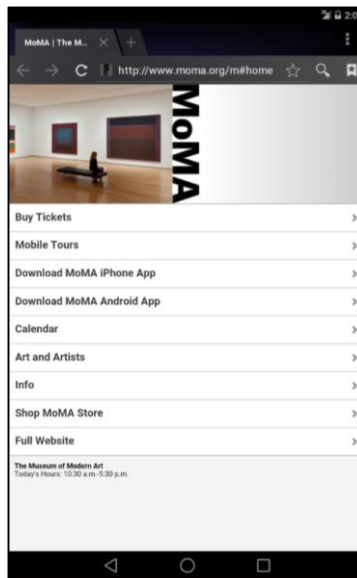 2:0
MoMA | The M...
http://www.moma.org/m#home
MoMA
Buy Tickets
Mobile Tours
Download MoMA iPhone App
Download MoMA Android App
Calendar
Art and Artists
Info
Shop MoMA Store
Full Website
The Museum of Modern Art
Today's Hours: 10:30 a.m.-5:30 p.m.